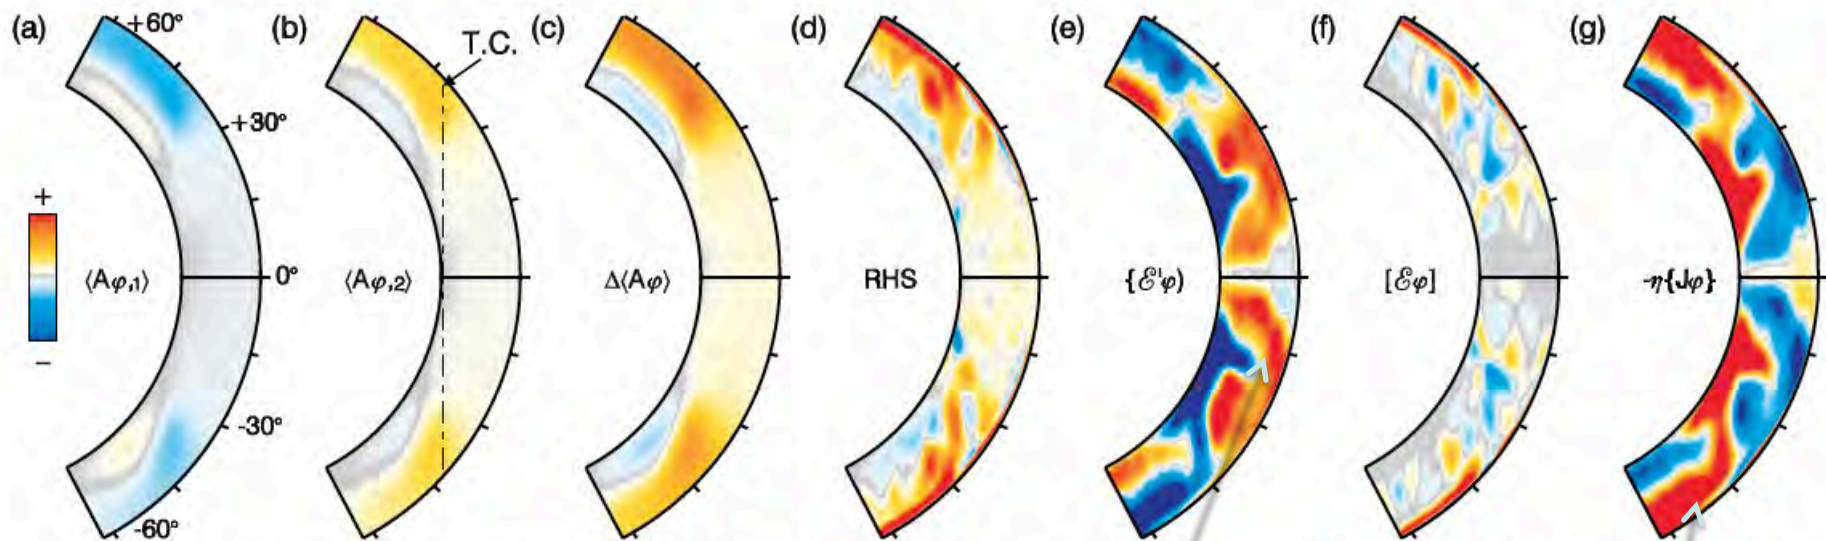 (a) +60° (b) T.C. (c) (d) (e) (f) (g)
+30°
+
⟨Aφ,1⟩ 0° ⟨Aφ,2⟩ Δ⟨Aφ⟩ RHS {ℰ'φ) [ℰφ] -η{Jφ}
−
-30°
-60°